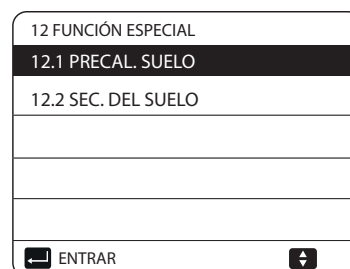 12 FUNCIÓN ESPECIAL
12.1 PRECAL. SUELO
12.2 SEC. DEL SUELO
ENTRAR